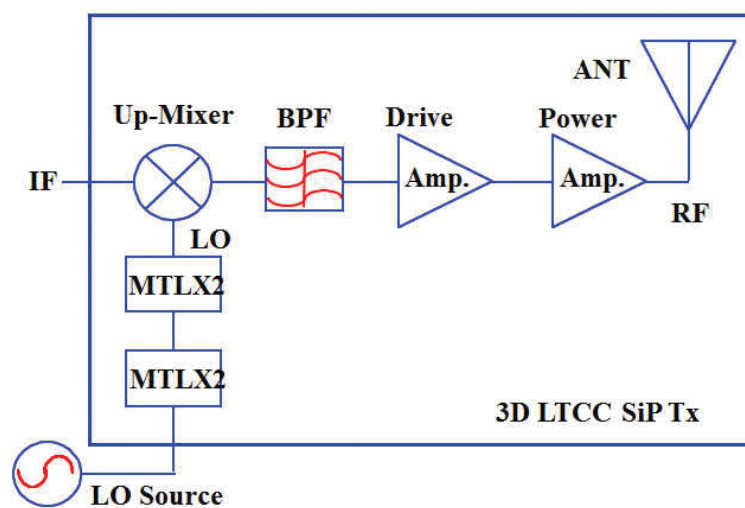 ANT
Up-Mixer
BPF
Drive
Power
IF
Amp.
Amp.
RF
LO
MTLX2
MTLX2
3D LTCC SiP Tx
LO Source